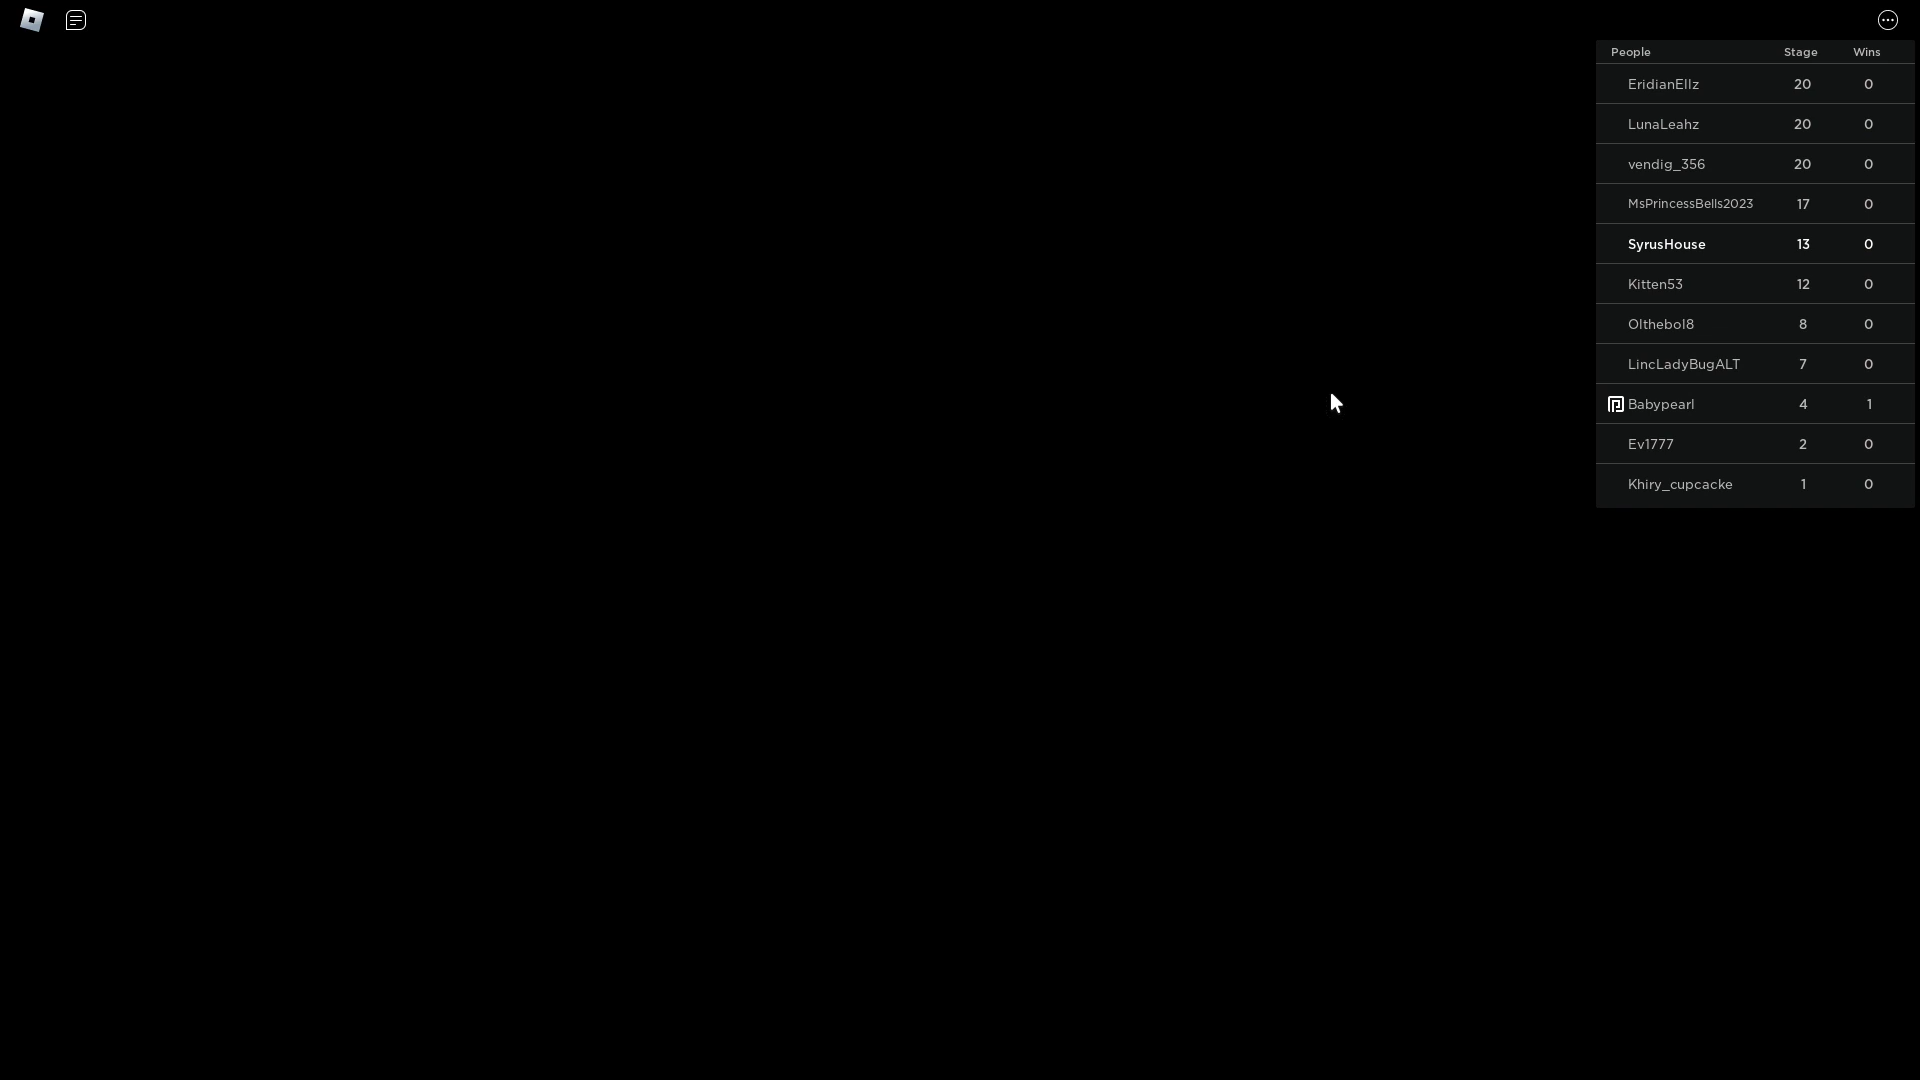 People Stage Wins
EridianEllz 20 0
LunaLeahz 20 0
vendig_356 20 0
MsPrincessBells2023 17 0
SyrusHouse 13 0
Kitten53 12 0
Olthebol8 8 0
LincLadyBugALT 7 0
Babypearl 4 1
Ev1777 2 0
Khiry_cupcacke 1 0